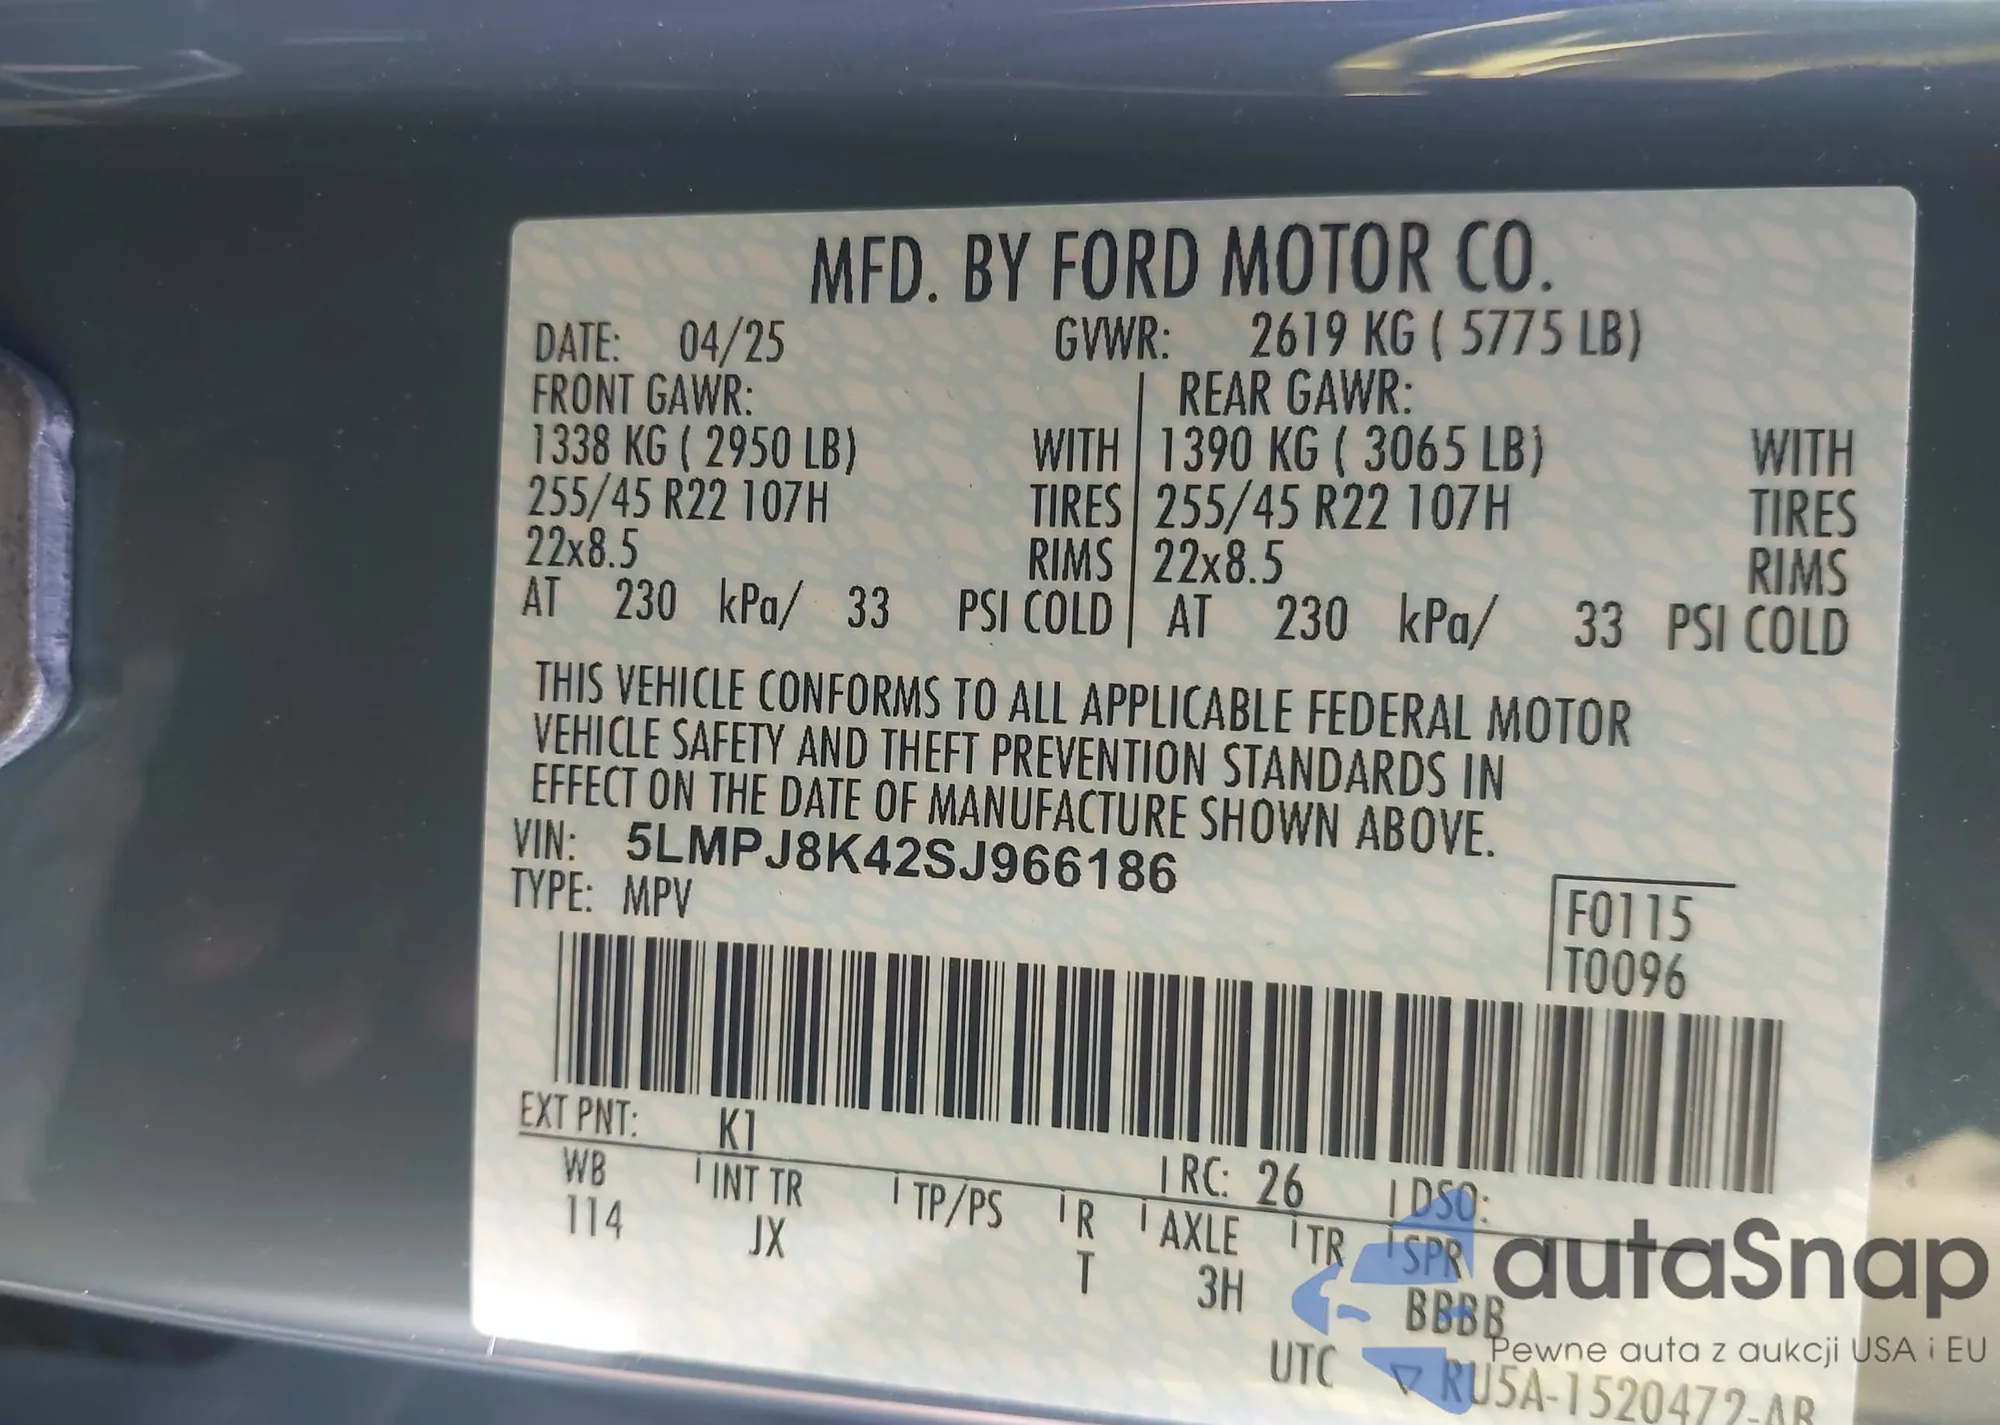 MFD. BY FORD MOTOR CO.
DATE: 04/25 GVWR: 2619 KG ( 5775 LB)
FRONT GAWR: REAR GAWR:
1338 KG ( 2950 LB) WITH 1390 KG ( 3065 LB) WITH
255/45 R22 107H TIRES 255/45 R22 107H TIRES
22x8.5 RIMS 22x8.5 RIMS
AT 230 kPa/ 33 PSI COLD AT 230 kPa/ 33 PSI COLD
THIS VEHICLE CONFORMS TO ALL APPLICABLE FEDERAL MOTOR
VEHICLE SAFETY AND THEFT PREVENTION STANDARDS IN
EFFECT ON THE DATE OF MANUFACTURE SHOWN ABOVE.
VIN: 5LMPJ8K42SJ966186
TYPE: MPV
F0115
T0096
EXT PNT: K1 RC: 26 DSO:
WB INT TR TP/PS R AXLE TR SPR
114 JX T 3H BBBB
UTC RU5A-1520472-AB
autaSnap
Pewne auta z aukcji USA i EU